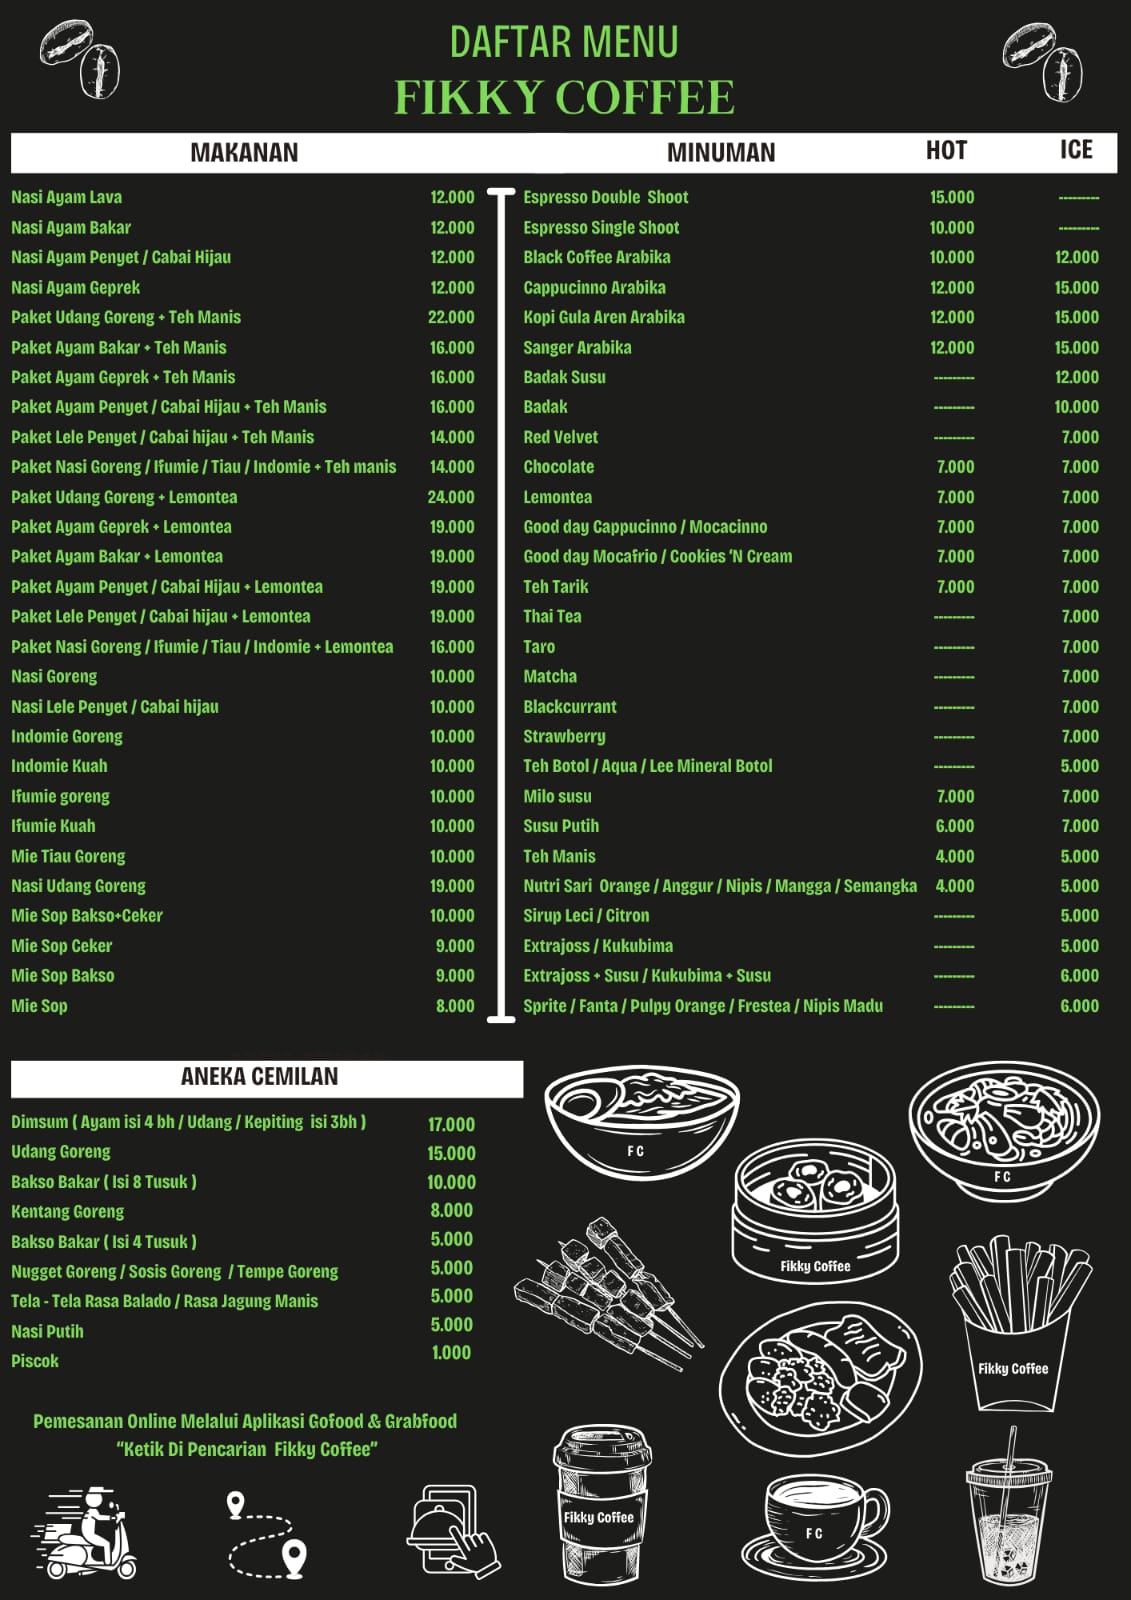 DAFTAR MENU
FIKKY COFFEE
MAKANAN
Nasi Ayam Lava 12.000
Nasi Ayam Bakar 12.000
Nasi Ayam Penyet / Cabai Hijau 12.000
Nasi Ayam Geprek 12.000
Paket Udang Goreng + Teh Manis 22.000
Paket Ayam Bakar + Teh Manis 16.000
Paket Ayam Geprek + Teh Manis 16.000
Paket Ayam Penyet / Cabai Hijau + Teh Manis 16.000
Paket Lele Penyet / Cabai hijau + Teh Manis 14.000
Paket Nasi Goreng / Ifumie / Tiau / Indomie + Teh manis 14.000
Paket Udang Goreng + Lemontea 24.000
Paket Ayam Geprek + Lemontea 19.000
Paket Ayam Bakar + Lemontea 19.000
Paket Ayam Penyet / Cabai Hijau + Lemontea 19.000
Paket Lele Penyet / Cabai hijau + Lemontea 19.000
Paket Nasi Goreng / Ifumie / Tiau / Indomie + Lemontea 16.000
Nasi Goreng 10.000
Nasi Lele Penyet / Cabai hijau 10.000
Indomie Goreng 10.000
Indomie Kuah 10.000
Ifumie goreng 10.000
Ifumie Kuah 10.000
Mie Tiau Goreng 10.000
Nasi Udang Goreng 19.000
Mie Sop Bakso+Ceker 10.000
Mie Sop Ceker 9.000
Mie Sop Bakso 9.000
Mie Sop 8.000
MINUMAN HOT ICE
Espresso Double Shoot 15.000 ---------
Espresso Single Shoot 10.000 ---------
Black Coffee Arabika 10.000 12.000
Cappucinno Arabika 12.000 15.000
Kopi Gula Aren Arabika 12.000 15.000
Sanger Arabika 12.000 15.000
Badak Susu --------- 12.000
Badak --------- 10.000
Red Velvet --------- 7.000
Chocolate 7.000 7.000
Lemontea 7.000 7.000
Good day Cappucinno / Mocacinno 7.000 7.000
Good day Mocafrio / Cookies 'N Cream 7.000 7.000
Teh Tarik 7.000 7.000
Thai Tea --------- 7.000
Taro --------- 7.000
Matcha --------- 7.000
Blackcurrant --------- 7.000
Strawberry --------- 7.000
Teh Botol / Aqua / Lee Mineral Botol --------- 5.000
Milo susu 7.000 7.000
Susu Putih 6.000 7.000
Teh Manis 4.000 5.000
Nutri Sari Orange / Anggur / Nipis / Mangga / Semangka 4.000 5.000
Sirup Leci / Citron --------- 5.000
Extrajoss / Kukubima --------- 5.000
Extrajoss + Susu / Kukubima + Susu --------- 6.000
Sprite / Fanta / Pulpy Orange / Frestea / Nipis Madu --------- 6.000
ANEKA CEMILAN
Dimsum ( Ayam isi 4 bh / Udang / Kepiting isi 3bh ) 17.000
Udang Goreng 15.000
Bakso Bakar ( Isi 8 Tusuk ) 10.000
Kentang Goreng 8.000
Bakso Bakar ( Isi 4 Tusuk ) 5.000
Nugget Goreng / Sosis Goreng / Tempe Goreng 5.000
Tela - Tela Rasa Balado / Rasa Jagung Manis 5.000
Nasi Putih 5.000
Piscok 1.000
Pemesanan Online Melalui Aplikasi Gofood & Grabfood
“Ketik Di Pencarian Fikky Coffee”
F C
F C
Fikky Coffee
Fikky Coffee
Fikky Coffee
F C